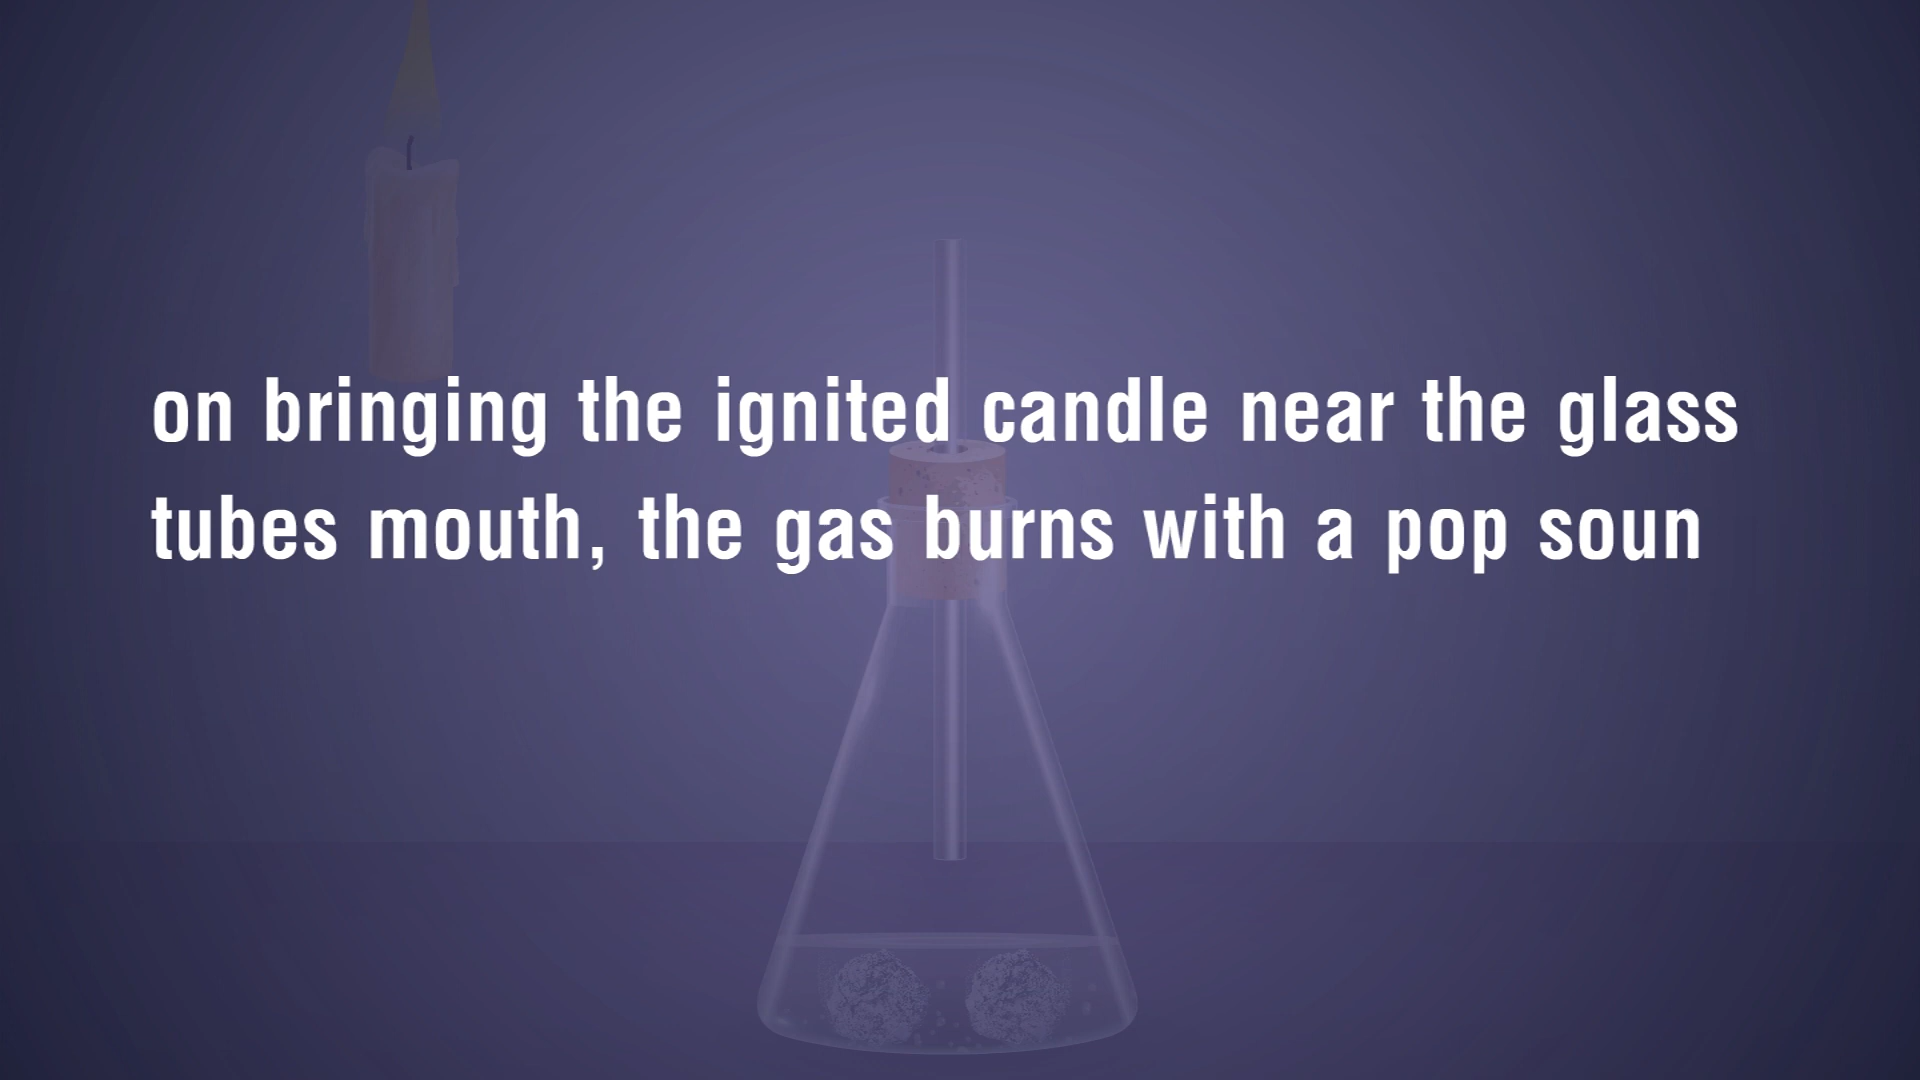 on bringing the ignited candle near the glass
tubes mouth, the gas burns with a pop soun